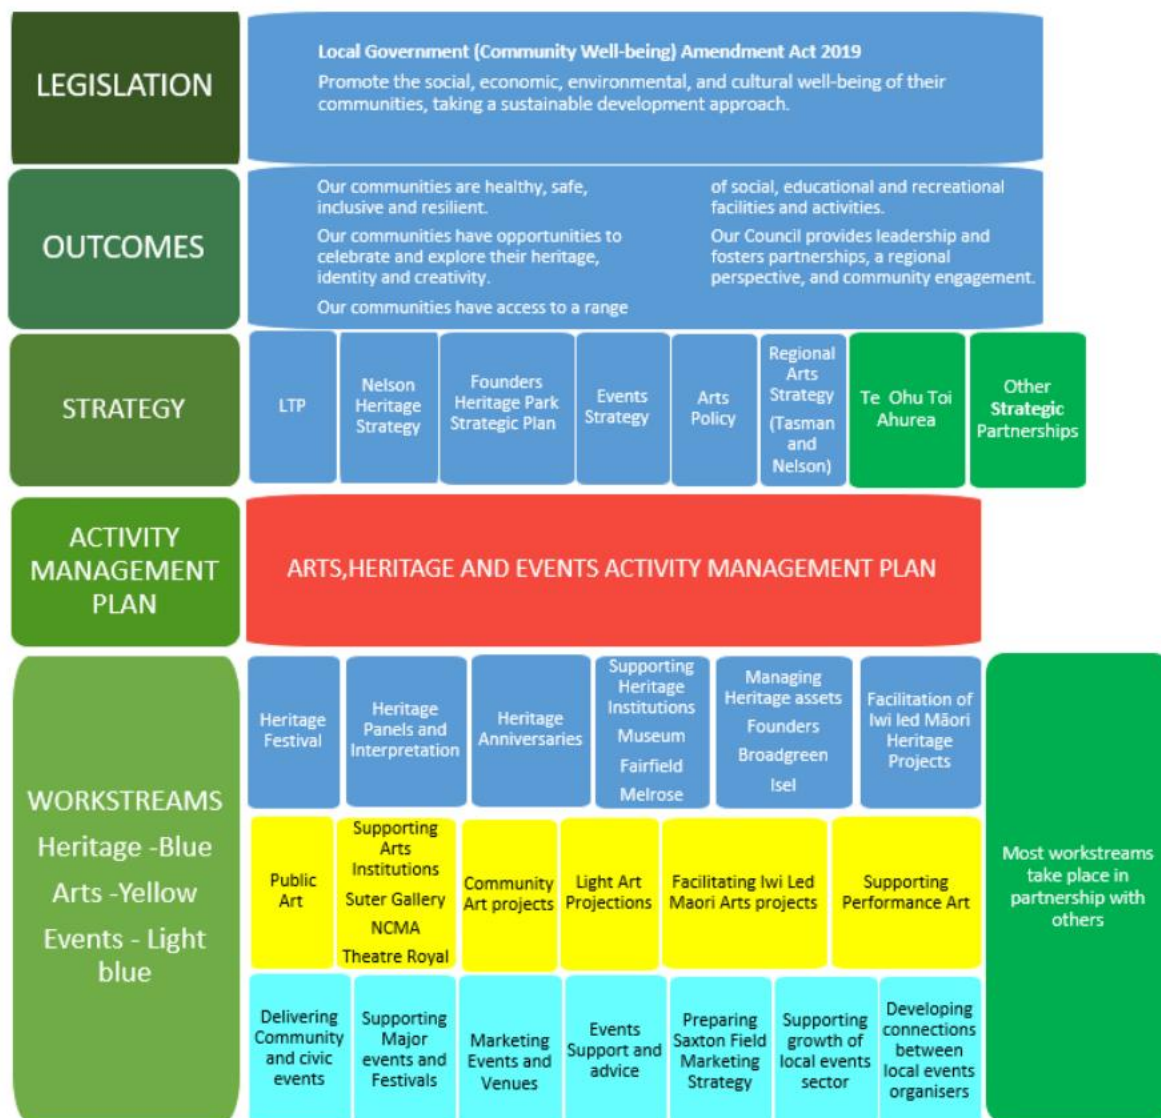 LEGISLATION
Local Government (Community Well-being) Amendment Act 2019
Promote the social, economic, environmental, and cultural well-being of their
communities, taking a sustainable development approach.
OUTCOMES
Our communities are healthy, safe,
inclusive and resilient.
Our communities have opportunities to
celebrate and explore their heritage,
identity and creativity.
Our communities have access to a range
of social, educational and recreational
facilities and activities.
Our Council provides leadership and
fosters partnerships, a regional
perspective, and community engagement.
STRATEGY
LTP
Nelson
Heritage
Strategy
Founders
Heritage Park
Strategic Plan
Events
Strategy
Arts
Policy
Regional
Arts
Strategy
(Tasman
and
Nelson)
Te Ohu Toi
Ahurea
Other
Strategic
Partnerships
ACTIVITY
MANAGEMENT
PLAN
ARTS,HERITAGE AND EVENTS ACTIVITY MANAGEMENT PLAN
WORKSTREAMS
Heritage -Blue
Arts -Yellow
Events - Light
blue
Heritage
Festival
Heritage
Panels and
Interpretation
Heritage
Anniversaries
Supporting
Heritage
Institutions
Museum
Fairfield
Melrose
Managing
Heritage assets
Founders
Broadgreen
Isel
Facilitation of
Iwi led Māori
Heritage
Projects
Public
Art
Supporting
Arts
Institutions
Suter Gallery
NCMA
Theatre Royal
Community
Art projects
Light Art
Projections
Facilitating Iwi Led
Maori Arts projects
Supporting
Performance Art
Delivering
Community
and civic
events
Supporting
Major
events and
Festivals
Marketing
Events and
Venues
Events
Support and
advice
Preparing
Saxton Field
Marketing
Strategy
Supporting
growth of
local events
sector
Developing
connections
between
local events
organisers
Most workstreams
take place in
partnership with
others